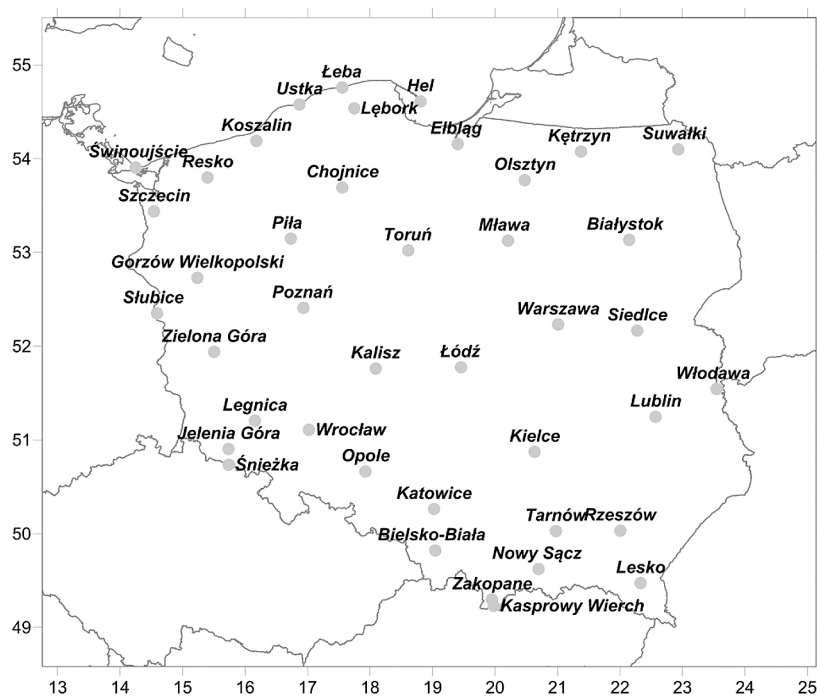 55
54
53
52
51
50
49
Łeba
Hel
Ustka
Lębork
Koszalin
Elbląg
Kętrzyn
Suwałki
Świnoujście
Resko
Olsztyn
Chojnice
Szczecin
Piła
Toruń
Mława
Białystok
Gorzów Wielkopolski
Słubice
Poznań
Warszawa
Siedlce
Zielona Góra
Kalisz
Łódź
Włodawa
Legnica
Lublin
Jelenia Góra
Wrocław
Kielce
Śnieżka
Opole
Katowice
Tarnów
Rzeszów
Bielsko-Biała
Nowy Sącz
Lesko
Zakopane
Kasprowy Wierch
13 14 15 16 17 18 19 20 21 22 23 24 25